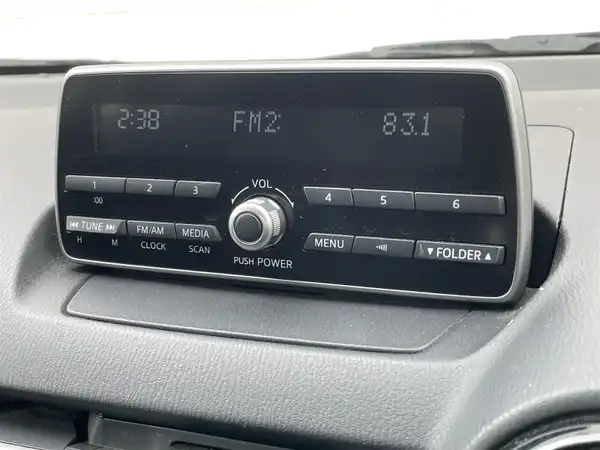 2:38 FM2 83.1
1 2 3 VOL 4 5 6
:00
TUNE FM/AM MEDIA MENU FOLDER
H M CLOCK SCAN PUSH POWER